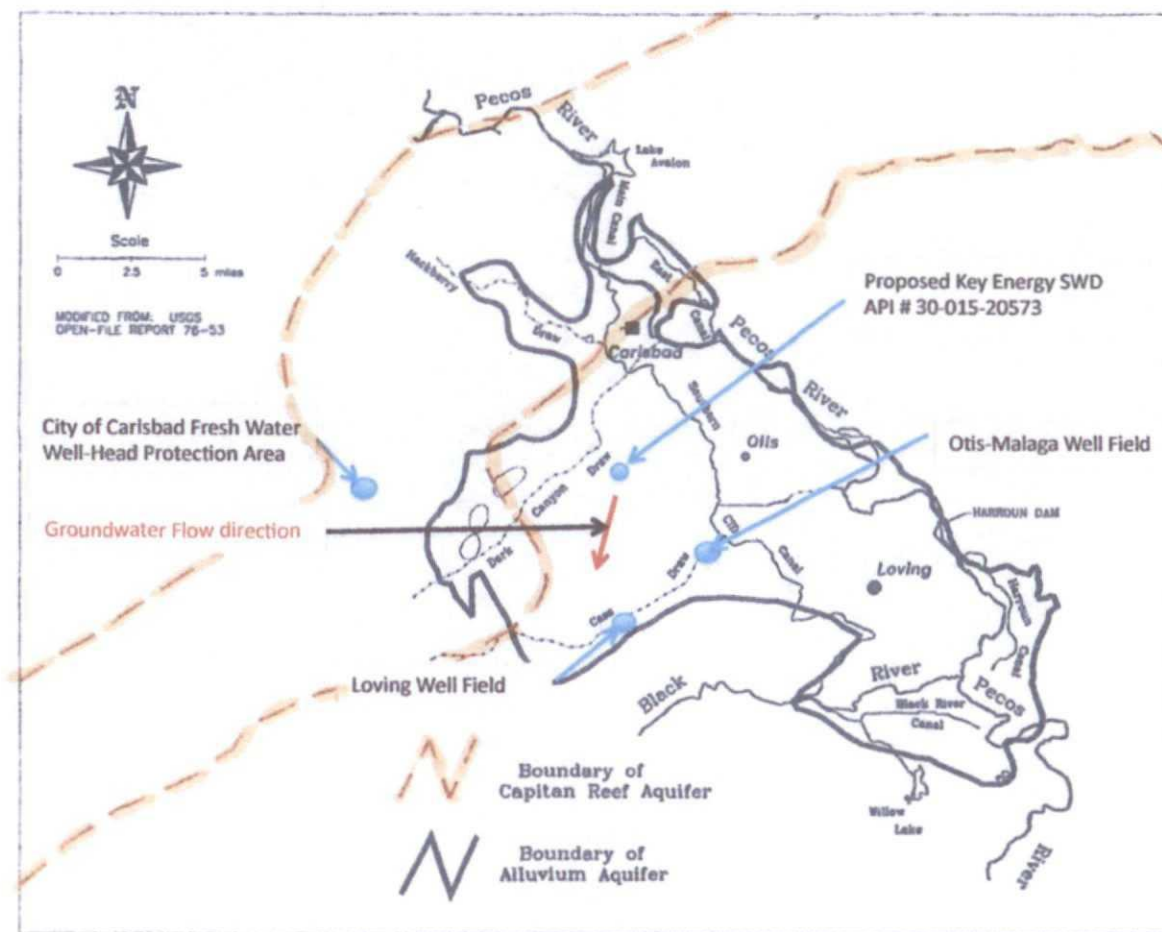 N
Scale
0 2.5 5 miles
MODIFIED FROM: USGS
OPEN-FILE REPORT 76-53
Pecos
River
Lake
Avalon
Main Canal
Hackberry
Draw
East
Canal
Carlsbad
Proposed Key Energy SWD
API # 30-015-20573
Pecos
River
Southern
Otis
City of Carlsbad Fresh Water
Well-Head Protection Area
Otis-Malaga Well Field
Canyon
Draw
Dark
Groundwater Flow direction
HARROUN DAM
Draw
Canal
Loving
Cass
Harroun
Canal
Loving Well Field
Black
River
Pecos
Black River
Canal
Willow
Lake
River
Boundary of
Capitan Reef Aquifer
Boundary of
Alluvium Aquifer